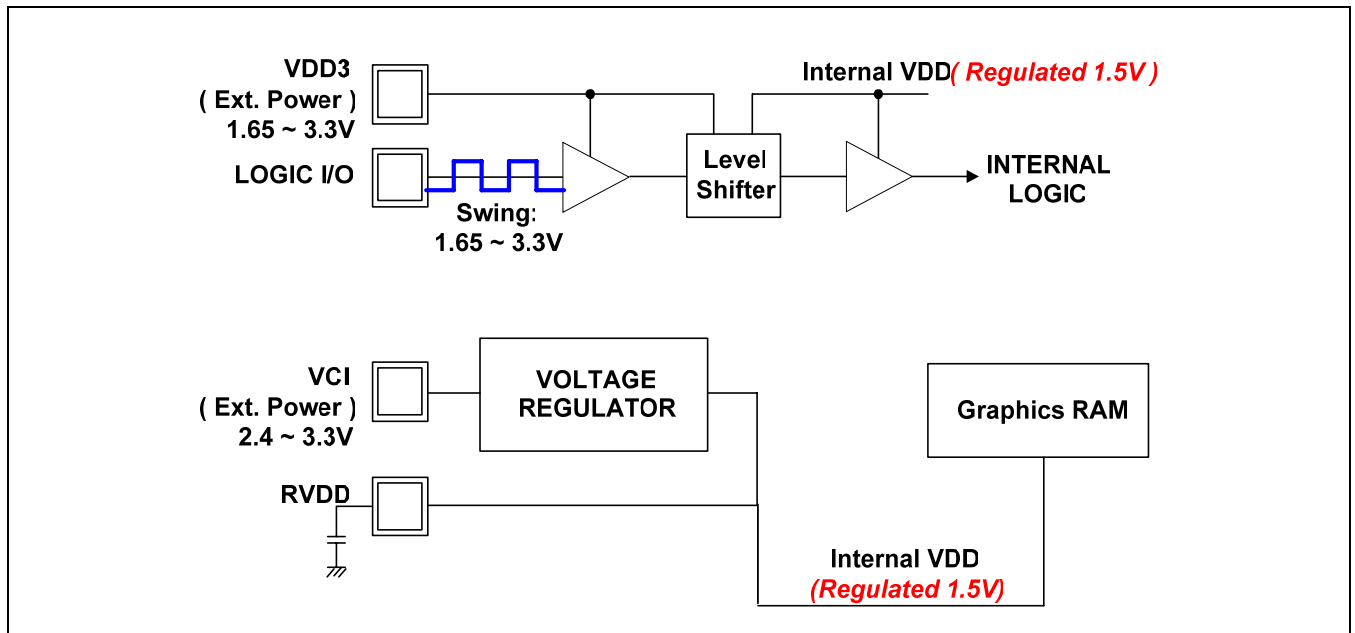 VDD3
( Ext. Power )
1.65 ~ 3.3V
Internal VDD( Regulated 1.5V )
LOGIC I/O
Swing:
1.65 ~ 3.3V
Level
Shifter
INTERNAL
LOGIC
VCI
( Ext. Power )
2.4 ~ 3.3V
VOLTAGE
REGULATOR
Graphics RAM
RVDD
Internal VDD
(Regulated 1.5V)